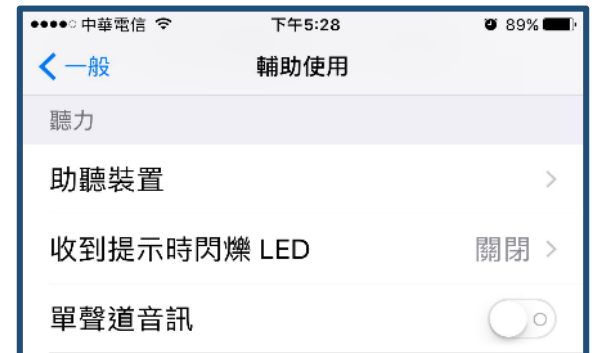 中華電信 下午5:28 89%
一般 輔助使用
聽力
助聽裝置
收到提示時閃爍 LED 關閉
單聲道音訊